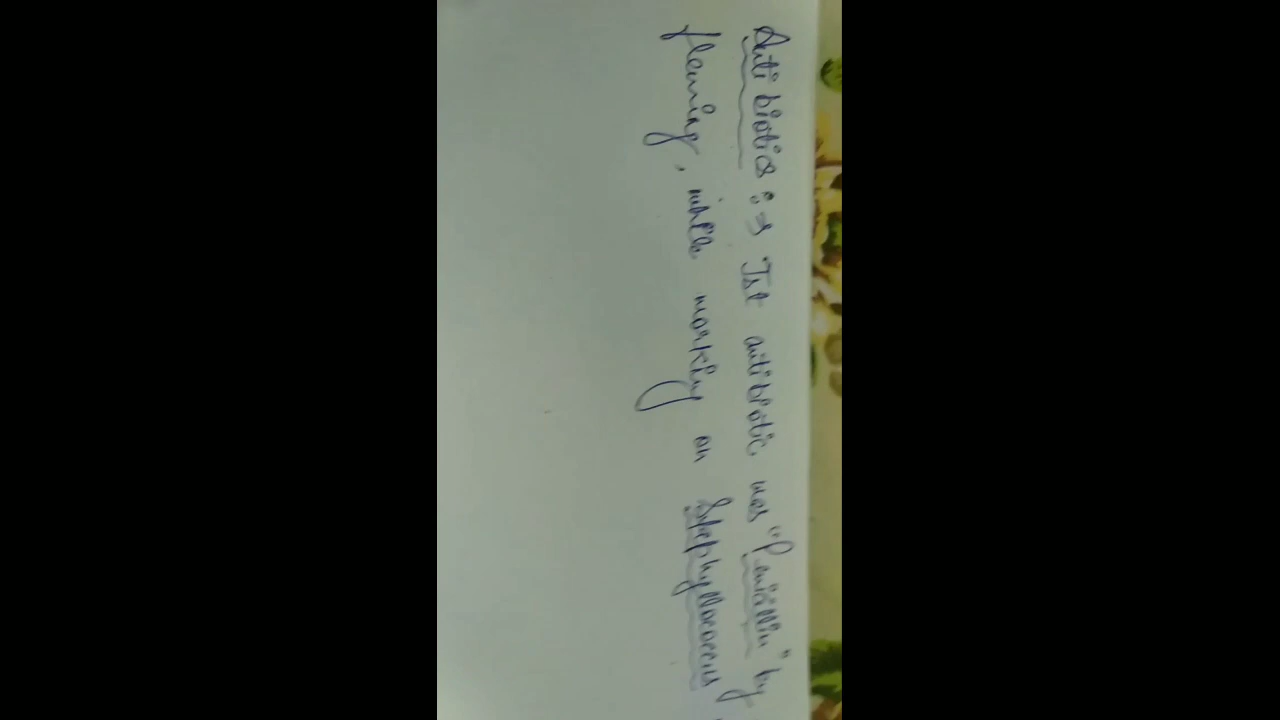 Antibiotics :⇒ Ist antibiotic was "Penicillin" by
fleming, while working on Staphyllococcus